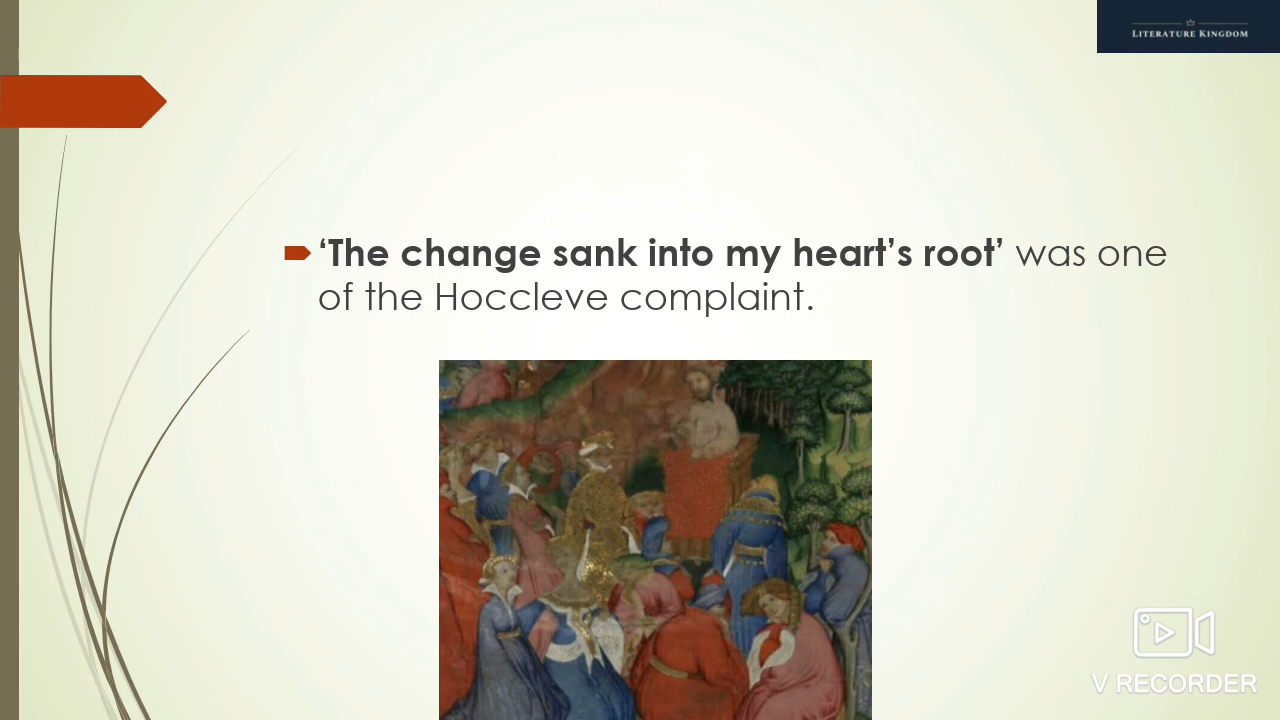 LITERATURE KINGDOM
‘The change sank into my heart’s root’ was one
of the Hoccleve complaint.
V RECORDER